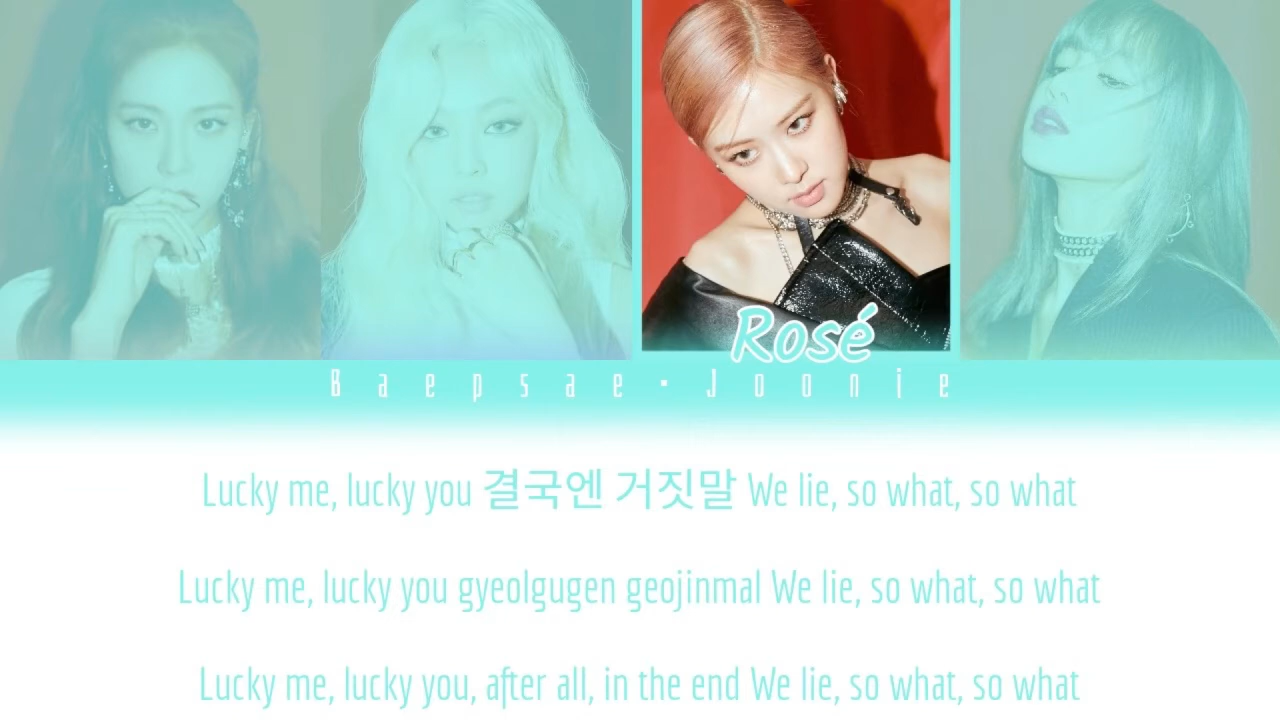 Rosé
Baepsae • Joonie
Lucky me, lucky you 결국엔 거짓말 We lie, so what, so what
Lucky me, lucky you gyeolgugen geojinmal We lie, so what, so what
Lucky me, lucky you, after all, in the end We lie, so what, so what